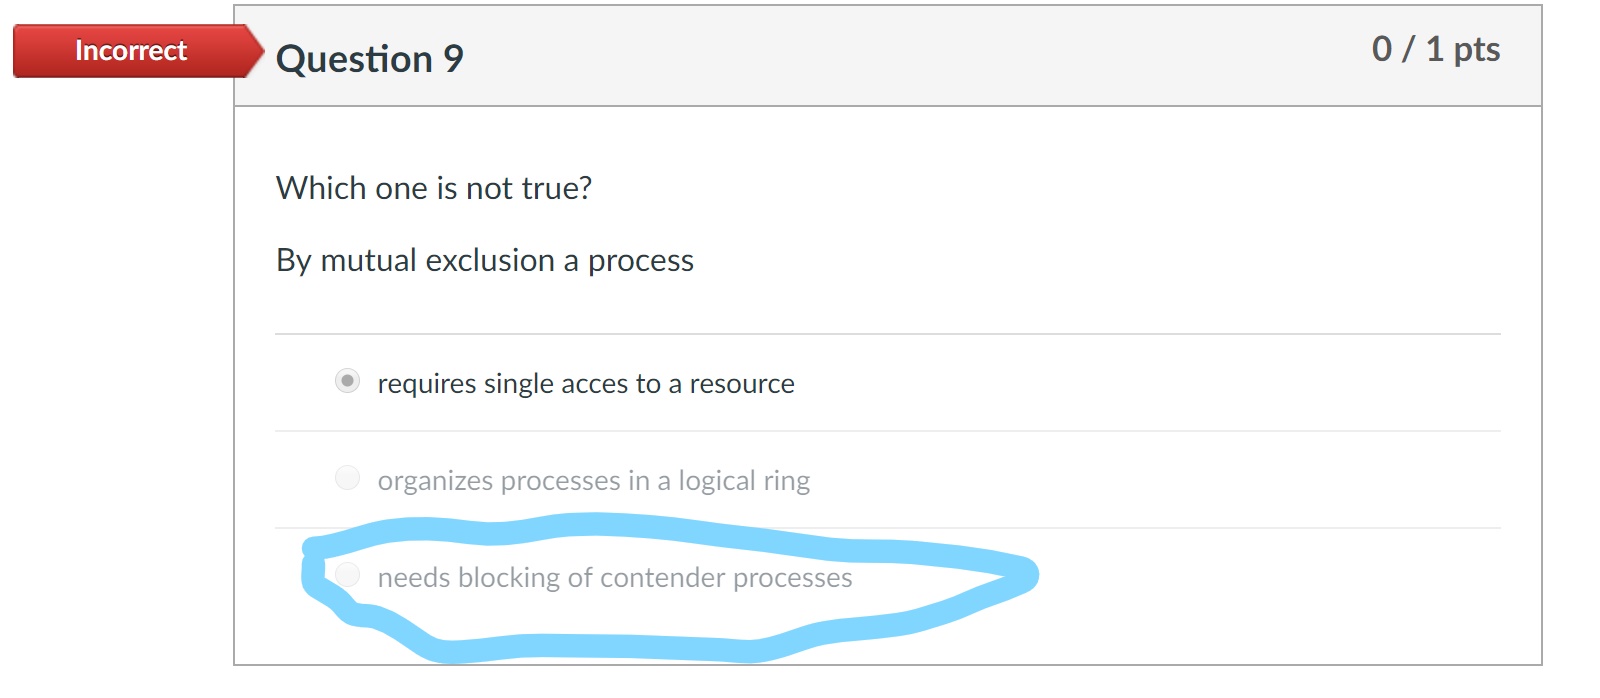 Incorrect
Question 9
0 / 1 pts
Which one is not true?
By mutual exclusion a process
requires single acces to a resource
organizes processes in a logical ring
needs blocking of contender processes